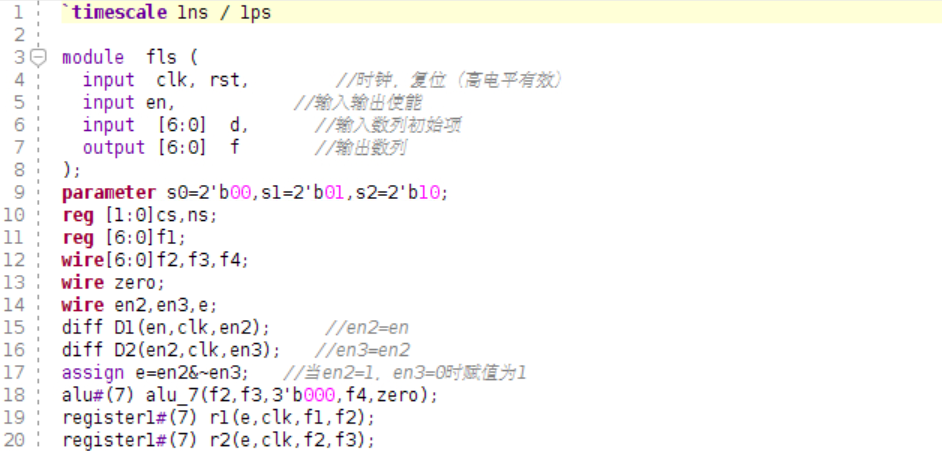 1 `timescale 1ns / 1ps
2
3 module fls (
4 input clk, rst, //时钟，复位（高电平有效）
5 input en, //输入输出使能
6 input [6:0] d, //输入数列初始项
7 output [6:0] f //输出数列
8 );
9 parameter s0=2'b00,s1=2'b01,s2=2'b10;
10 reg [1:0]cs,ns;
11 reg [6:0]f1;
12 wire[6:0]f2,f3,f4;
13 wire zero;
14 wire en2,en3,e;
15 diff D1(en,clk,en2); //en2=en
16 diff D2(en2,clk,en3); //en3=en2
17 assign e=en2&~en3; //当en2=1，en3=0时赋值为1
18 alu#(7) alu_7(f2,f3,3'b000,f4,zero);
19 register1#(7) r1(e,clk,f1,f2);
20 register1#(7) r2(e,clk,f2,f3);